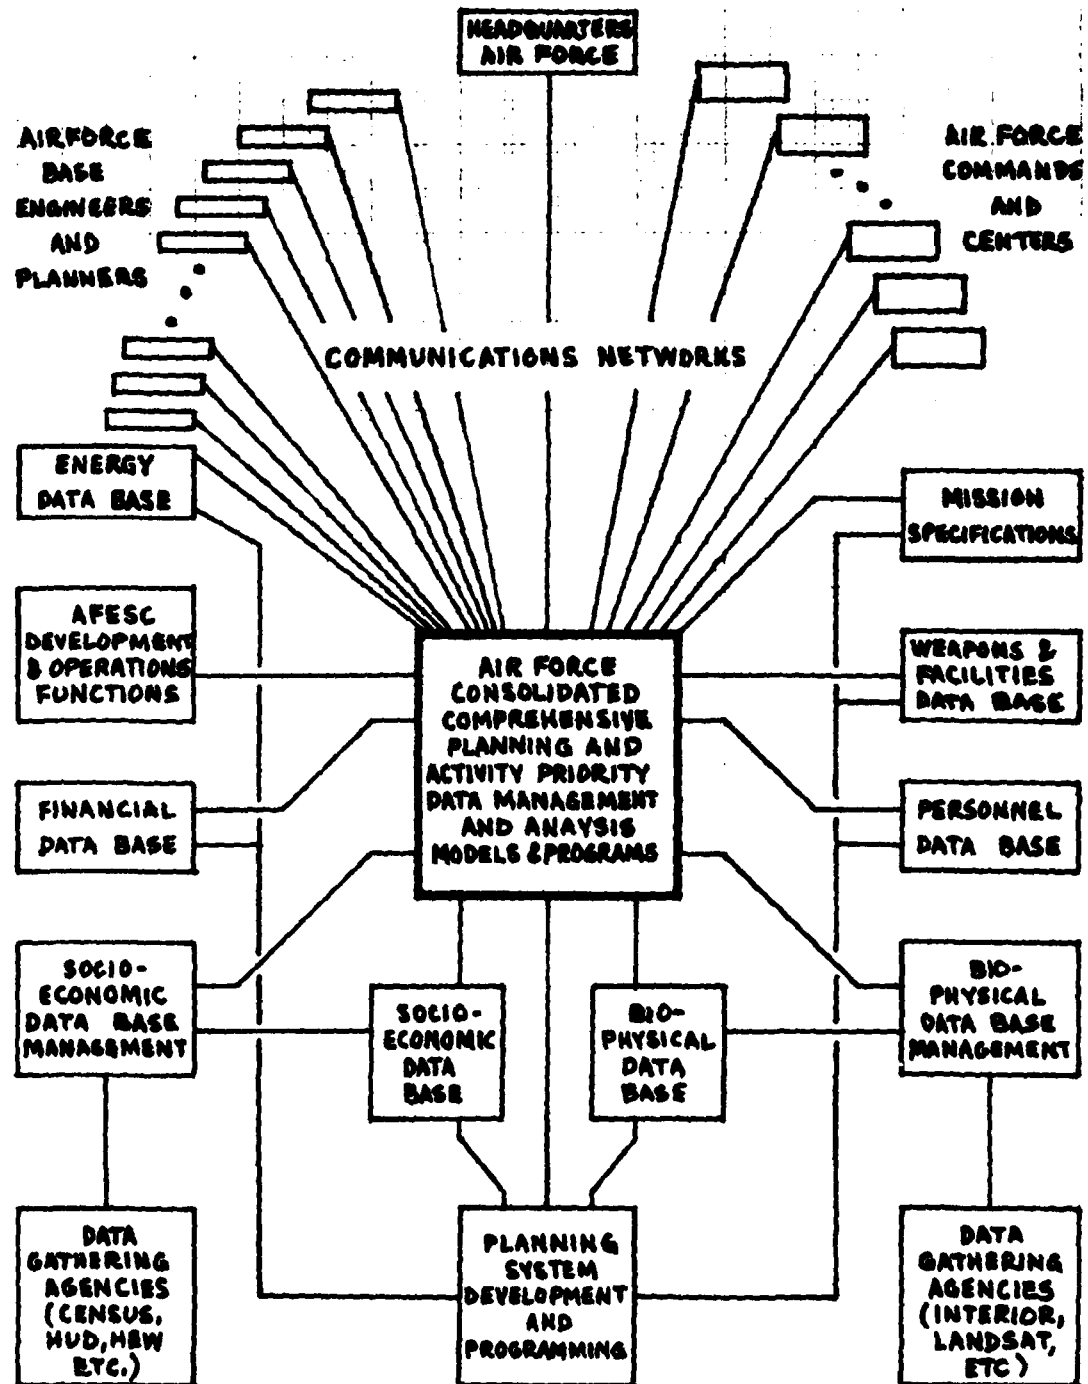 HEADQUARTERS
AIR FORCE
AIRFORCE
BASE
ENGINEERS
AND
PLANNERS
AIR FORCE
COMMANDS
AND
CENTERS
COMMUNICATIONS NETWORKS
ENERGY
DATA BASE
MISSION
SPECIFICATIONS
AFESC
DEVELOPMENT
& OPERATIONS
FUNCTIONS
AIR FORCE
CONSOLIDATED
COMPREHENSIVE
PLANNING AND
ACTIVITY PRIORITY
DATA MANAGEMENT
AND ANAYSIS
MODELS & PROGRAMS
WEAPONS &
FACILITIES
DATA BASE
FINANCIAL
DATA BASE
PERSONNEL
DATA BASE
SOCIO-
ECONOMIC
DATA BASE
MANAGEMENT
SOCIO-
ECONOMIC
DATA
BASE
BIO-
PHYSICAL
DATA
BASE
BIO-
PHYSICAL
DATA BASE
MANAGEMENT
DATA
GATHERING
AGENCIES
(CENSUS,
HUD, HEW
ETC.)
PLANNING
SYSTEM
DEVELOPMENT
AND
PROGRAMMING
DATA
GATHERING
AGENCIES
(INTERIOR,
LANDSAT,
ETC)